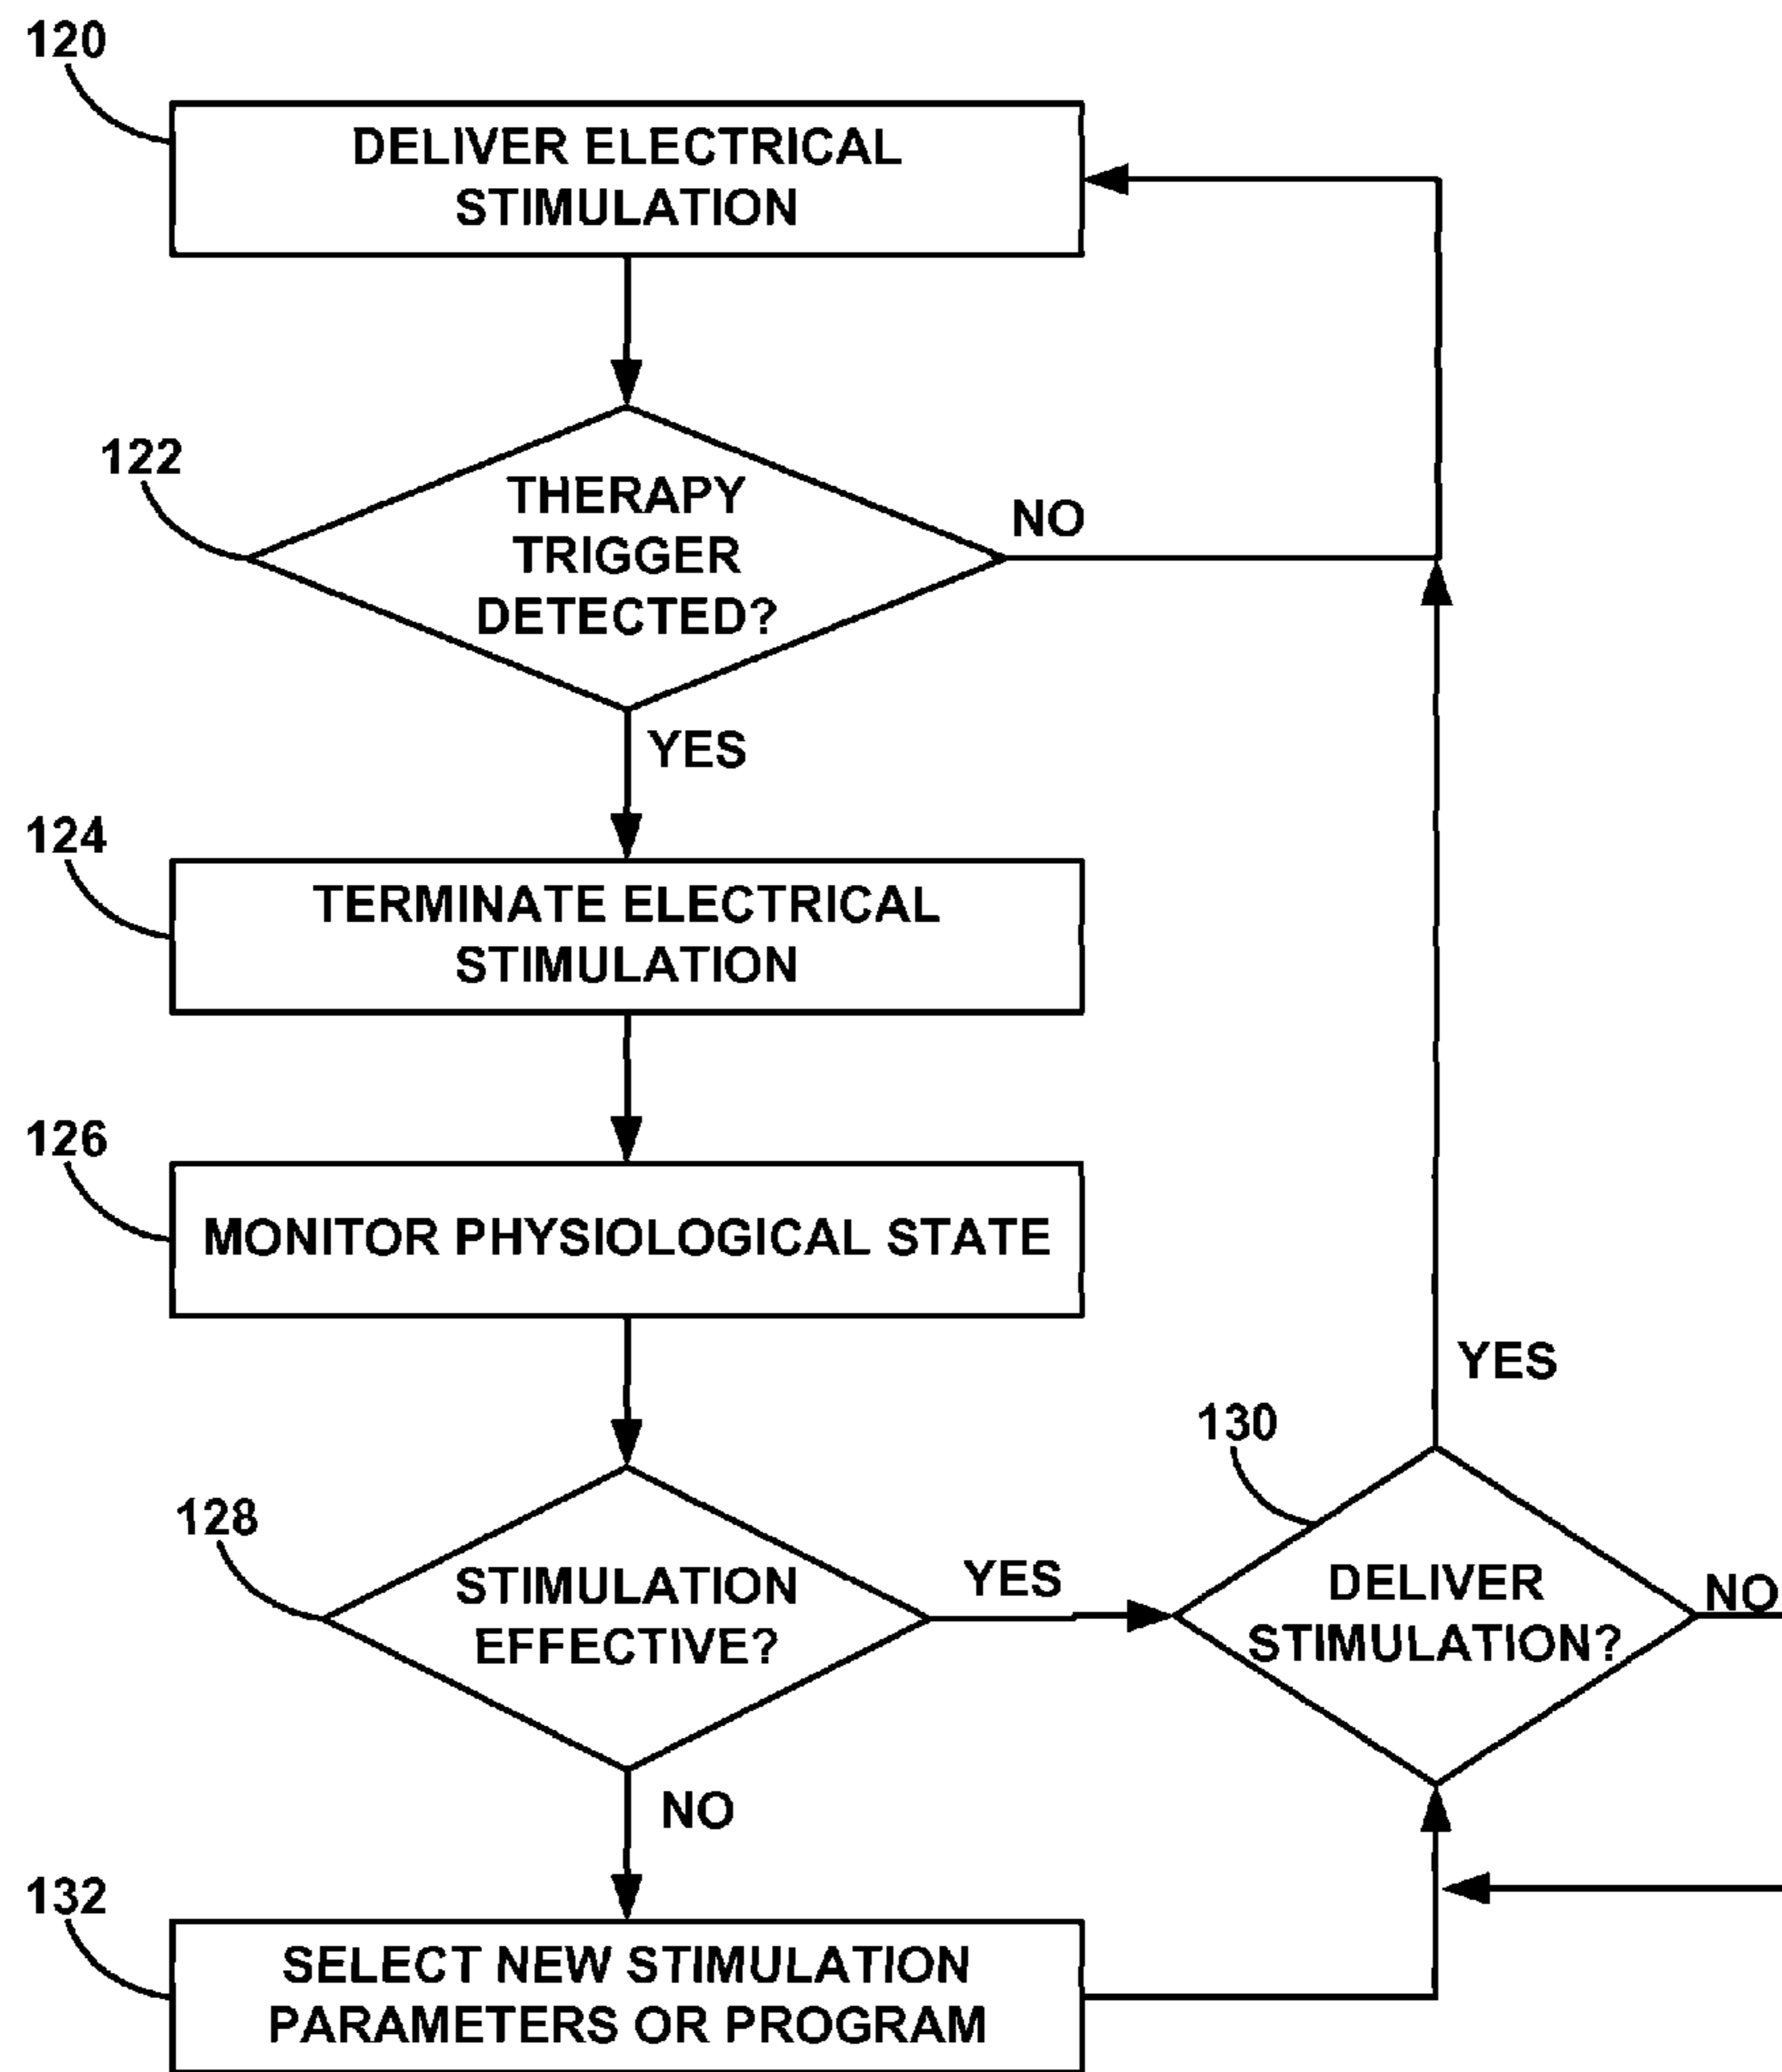 120
DELIVER ELECTRICAL
STIMULATION
122
THERAPY
TRIGGER
DETECTED?
NO
YES
124
TERMINATE ELECTRICAL
STIMULATION
126
MONITOR PHYSIOLOGICAL STATE
128
STIMULATION
EFFECTIVE?
YES
130
DELIVER
STIMULATION?
YES
NO
NO
132
SELECT NEW STIMULATION
PARAMETERS OR PROGRAM